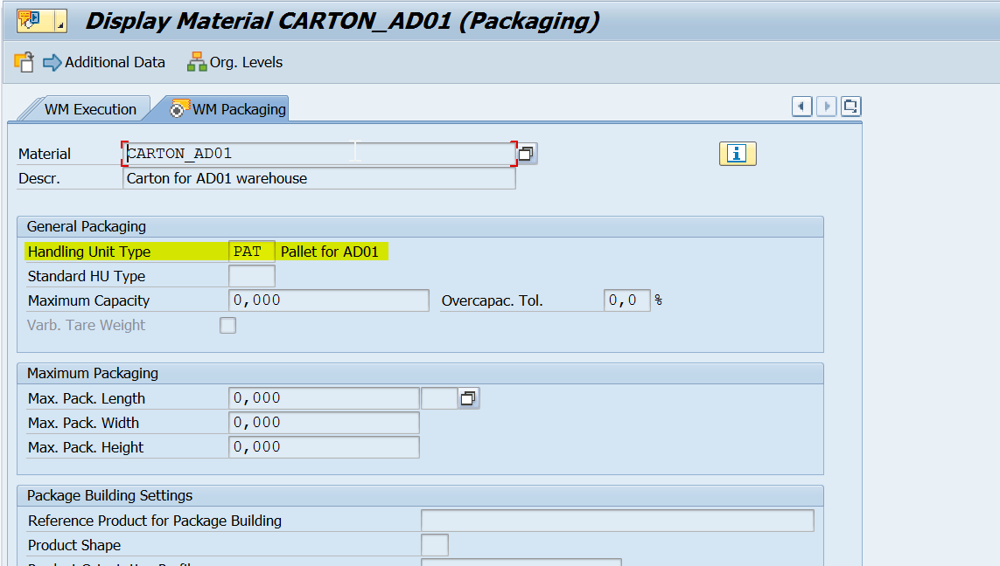 Display Material CARTON_AD01 (Packaging)
Additional Data Org. Levels
WM Execution WM Packaging
Material CARTON_AD01
Descr. Carton for AD01 warehouse
General Packaging
Handling Unit Type PAT Pallet for AD01
Standard HU Type
Maximum Capacity 0,000 Overcapac. Tol. 0,0 %
Varb. Tare Weight
Maximum Packaging
Max. Pack. Length 0,000
Max. Pack. Width 0,000
Max. Pack. Height 0,000
Package Building Settings
Reference Product for Package Building
Product Shape